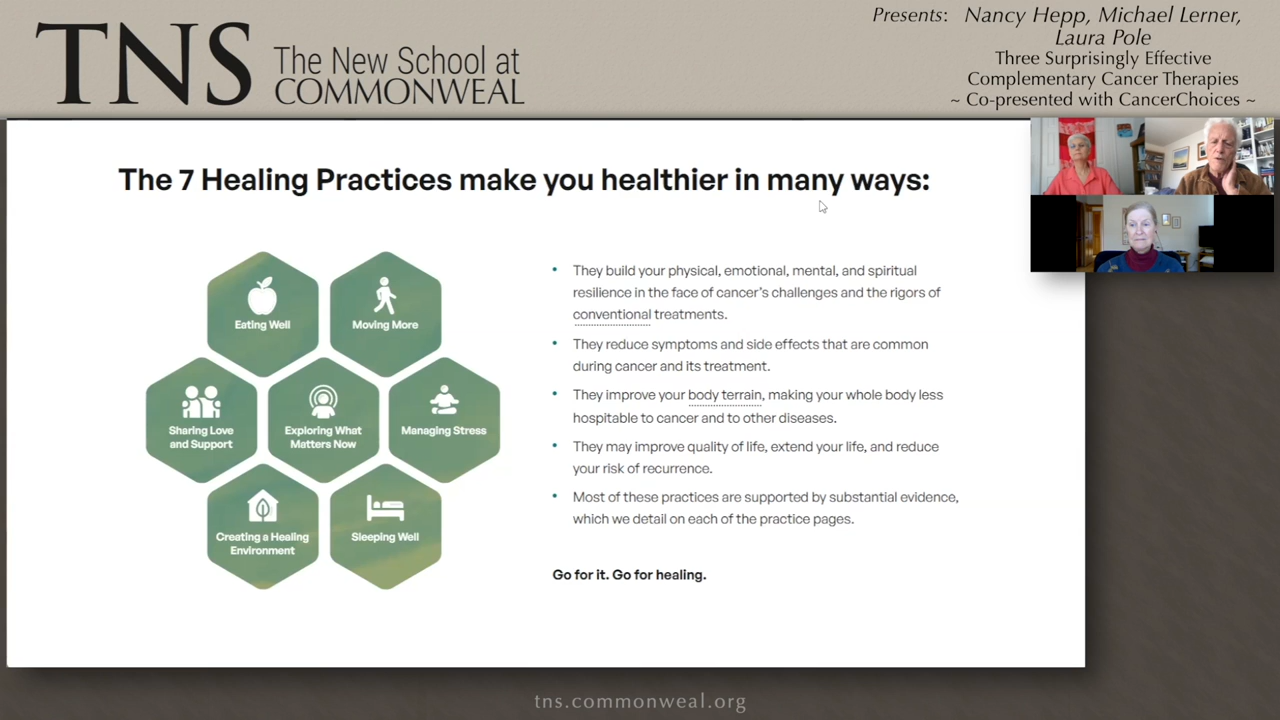 TNS
The New School at
COMMONWEAL
Presents: Nancy Hepp, Michael Lerner,
Laura Pole
Three Surprisingly Effective
Complementary Cancer Therapies
~ Co-presented with CancerChoices ~
The 7 Healing Practices make you healthier in many ways:
Eating Well
Moving More
Sharing Love
and Support
Exploring What
Matters Now
Managing Stress
Creating a Healing
Environment
Sleeping Well
• They build your physical, emotional, mental, and spiritual
resilience in the face of cancer's challenges and the rigors of
conventional treatments.
• They reduce symptoms and side effects that are common
during cancer and its treatment.
• They improve your body terrain, making your whole body less
hospitable to cancer and to other diseases.
• They may improve quality of life, extend your life, and reduce
your risk of recurrence.
• Most of these practices are supported by substantial evidence,
which we detail on each of the practice pages.
Go for it. Go for healing.
tns.commonweal.org